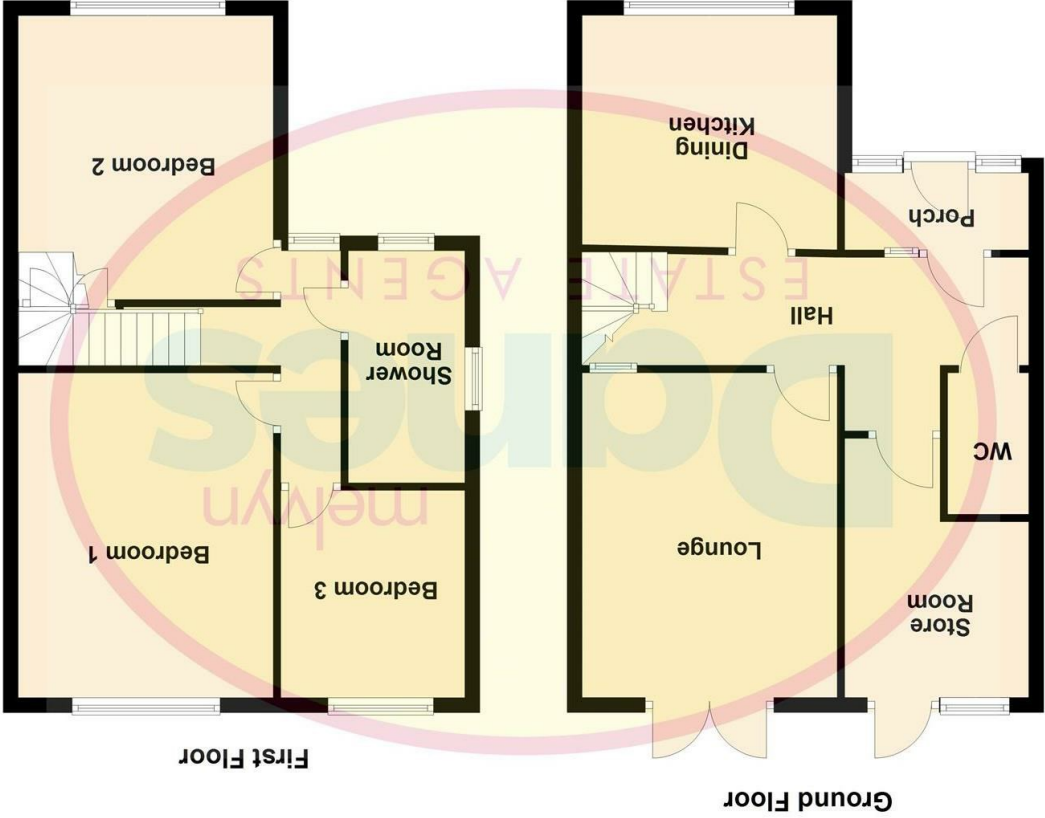 Ground Floor
Store
Room
Lounge
WC
Hall
Porch
Dining
Kitchen
First Floor
Bedroom 3
Bedroom 1
Shower
Room
Bedroom 2
melvyn
Danes
ESTATE AGENTS